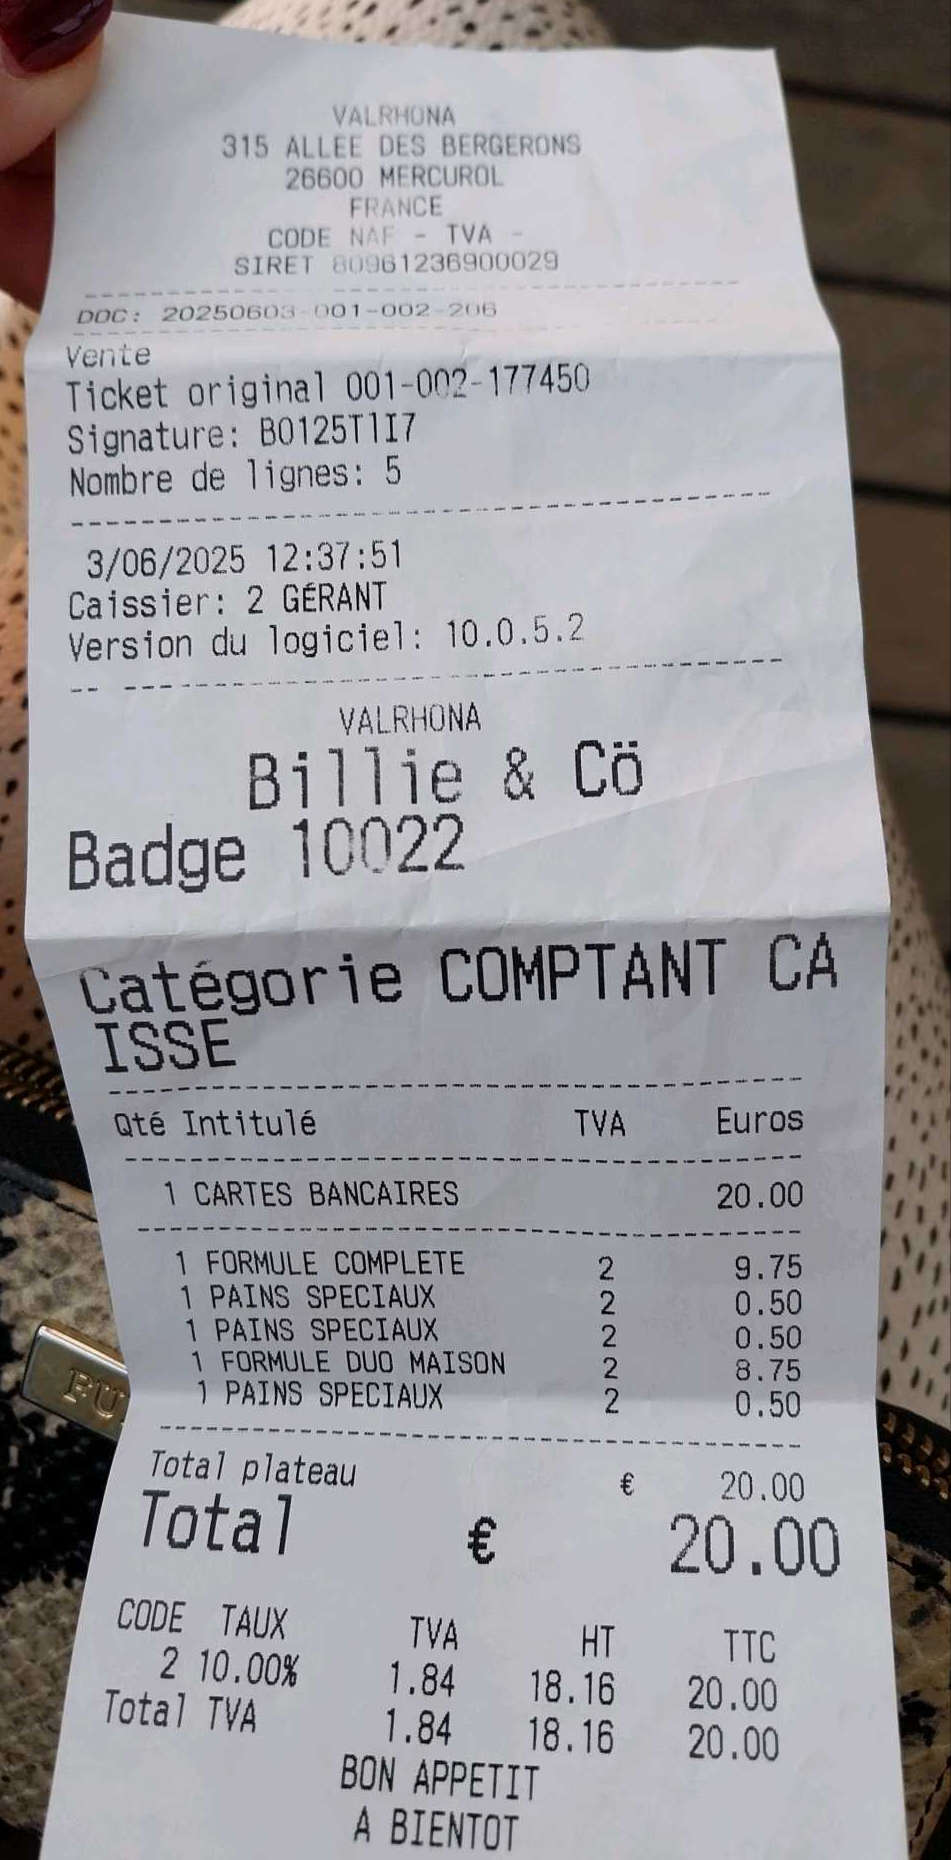 VALRHONA
315 ALLEE DES BERGERONS
26600 MERCUROL
FRANCE
CODE NAF - TVA -
SIRET 80961236900029
DOC: 20250603-001-002-206
Vente
Ticket original 001-002-177450
Signature: B0125T1I7
Nombre de lignes: 5
3/06/2025 12:37:51
Caissier: 2 GÉRANT
Version du logiciel: 10.0.5.2
VALRHONA
Billie & Cö
Badge 10022
Catégorie COMPTANT CA
ISSE
Qté Intitulé TVA Euros
1 CARTES BANCAIRES 20.00
1 FORMULE COMPLETE 2 9.75
1 PAINS SPECIAUX 2 0.50
1 PAINS SPECIAUX 2 0.50
1 FORMULE DUO MAISON 2 8.75
1 PAINS SPECIAUX 2 0.50
Total plateau € 20.00
Total € 20.00
CODE TAUX TVA HT TTC
2 10.00% 1.84 18.16 20.00
Total TVA 1.84 18.16 20.00
BON APPETIT
A BIENTOT